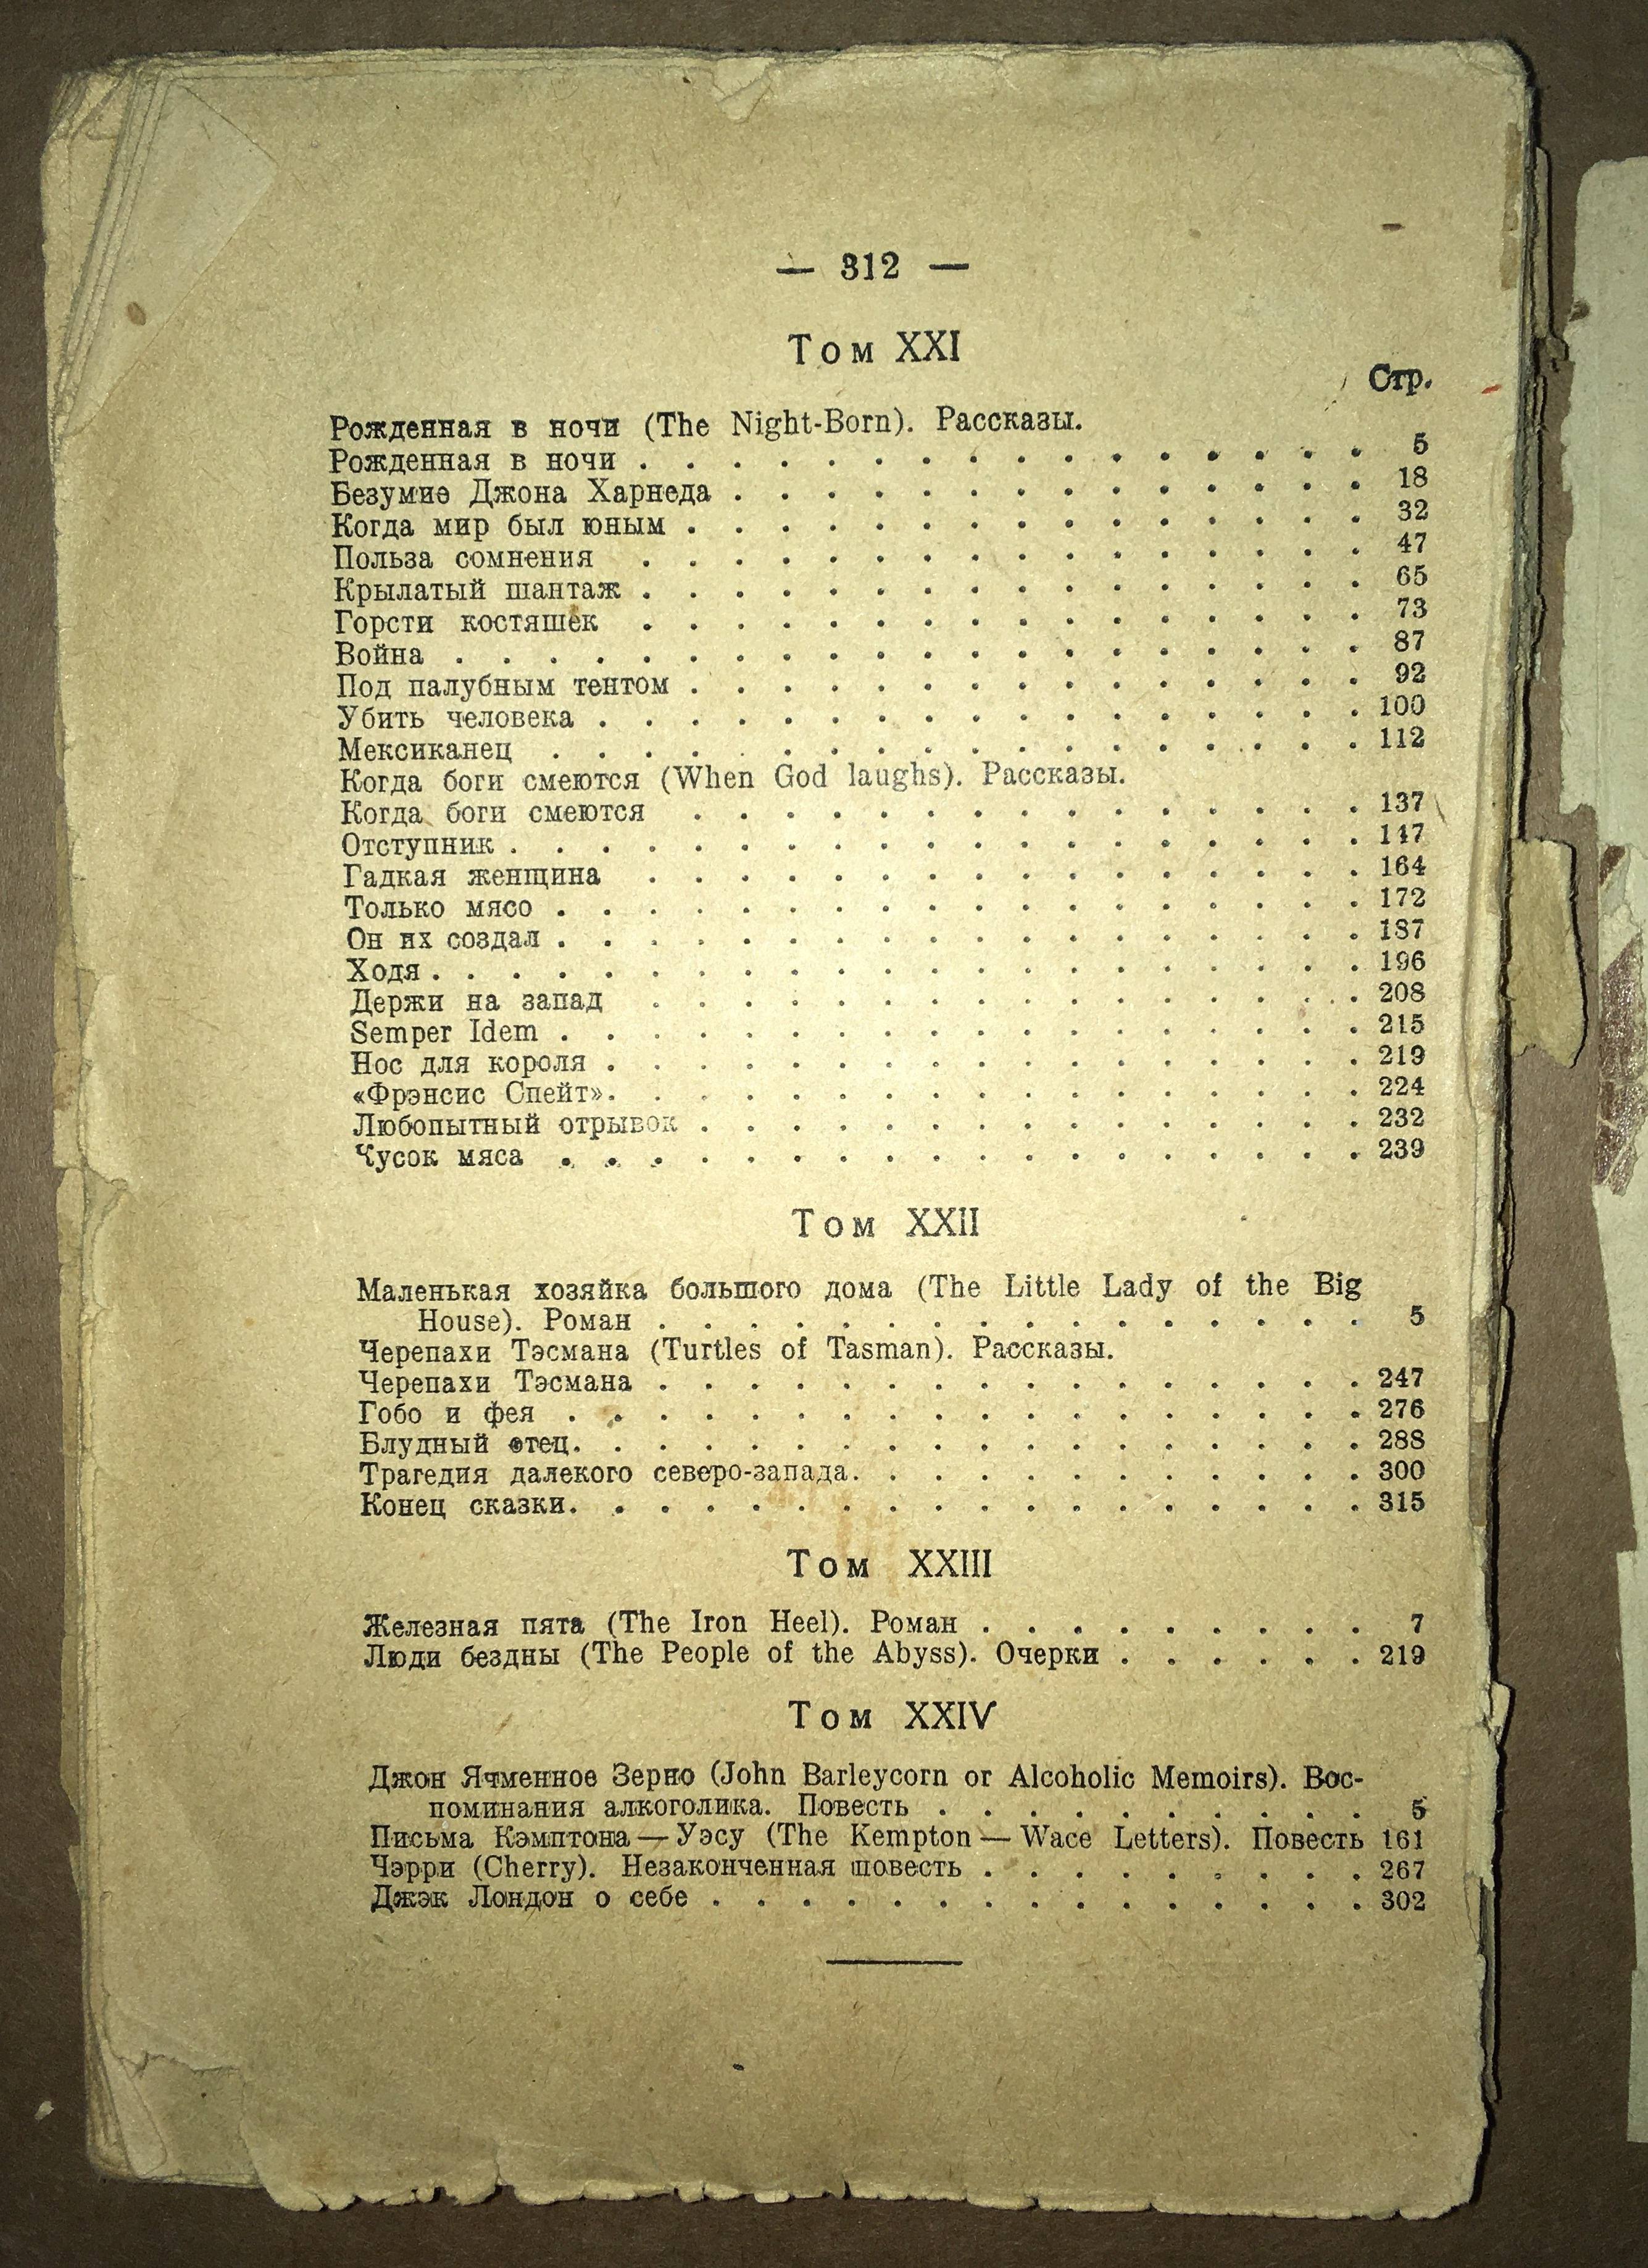 — 312 —
Том XXI
Стр.
Рожденная в ночи (The Night-Born). Рассказы.
Рожденная в ночи . . . . . . . . . . . . . . . . 5
Безумие Джона Харнеда . . . . . . . . . . . . . . 18
Когда мир был юным . . . . . . . . . . . . . . . 32
Польза сомнения . . . . . . . . . . . . . . . . 47
Крылатый шантаж . . . . . . . . . . . . . . . . 65
Горсти костяшек . . . . . . . . . . . . . . . . 73
Война . . . . . . . . . . . . . . . . . . . . 87
Под палубным тентом . . . . . . . . . . . . . . . 92
Убить человека . . . . . . . . . . . . . . . . . 100
Мексиканец . . . . . . . . . . . . . . . . . . 112
Когда боги смеются (When God laughs). Рассказы.
Когда боги смеются . . . . . . . . . . . . . . . 137
Отступник . . . . . . . . . . . . . . . . . . . 147
Гадкая женщина . . . . . . . . . . . . . . . . 164
Только мясо . . . . . . . . . . . . . . . . . . 172
Он их создал . . . . . . . . . . . . . . . . . . 187
Ходя . . . . . . . . . . . . . . . . . . . . . 196
Держи на запад . . . . . . . . . . . . . . . . 208
Semper Idem . . . . . . . . . . . . . . . . . . 215
Нос для короля . . . . . . . . . . . . . . . . . 219
«Фрэнсис Спейт» . . . . . . . . . . . . . . . . . 224
Любопытный отрывок . . . . . . . . . . . . . . . 232
Кусок мяса . . . . . . . . . . . . . . . . . . 239
Том XXII
Маленькая хозяйка большого дома (The Little Lady of the Big
House). Роман . . . . . . . . . . . . . . . . 5
Черепахи Тэсмана (Turtles of Tasman). Рассказы.
Черепахи Тэсмана . . . . . . . . . . . . . . . . 247
Гобо и фея . . . . . . . . . . . . . . . . . . 276
Блудный отец . . . . . . . . . . . . . . . . . . 288
Трагедия далекого северо-запада . . . . . . . . . . . . 300
Конец сказки . . . . . . . . . . . . . . . . . . 315
Том XXIII
Железная пята (The Iron Heel). Роман . . . . . . . . . 7
Люди бездны (The People of the Abyss). Очерки . . . . . . 219
Том XXIV
Джон Ячменное Зерно (John Barleycorn or Alcoholic Memoirs). Вос-
поминания алкоголика. Повесть . . . . . . . . . . 5
Письма Кэмптона — Уэсу (The Kempton — Wace Letters). Повесть 161
Чэрри (Cherry). Незаконченная повесть . . . . . . . . . 267
Джэк Лондон о себе . . . . . . . . . . . . . . . 302